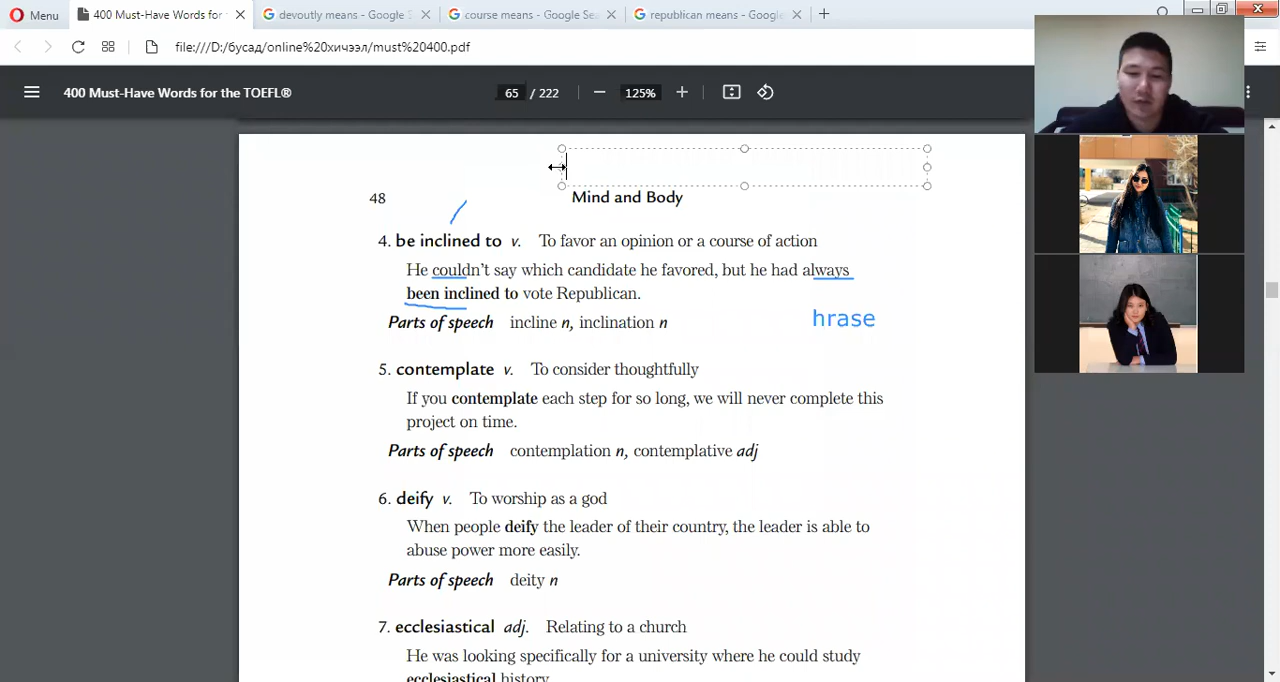 Menu
400 Must-Have Words for
devoutly means - Google S
course means - Google Sea
republican means - Google
file:///D:/бусад/online%20хичээл/must%20400.pdf
400 Must-Have Words for the TOEFL®
65 / 222
125%
48
Mind and Body
4. be inclined to v. To favor an opinion or a course of action
He couldn't say which candidate he favored, but he had always
been inclined to vote Republican.
Parts of speech incline n, inclination n
hrase
5. contemplate v. To consider thoughtfully
If you contemplate each step for so long, we will never complete this
project on time.
Parts of speech contemplation n, contemplative adj
6. deify v. To worship as a god
When people deify the leader of their country, the leader is able to
abuse power more easily.
Parts of speech deity n
7. ecclesiastical adj. Relating to a church
He was looking specifically for a university where he could study
ecclesiastical history.